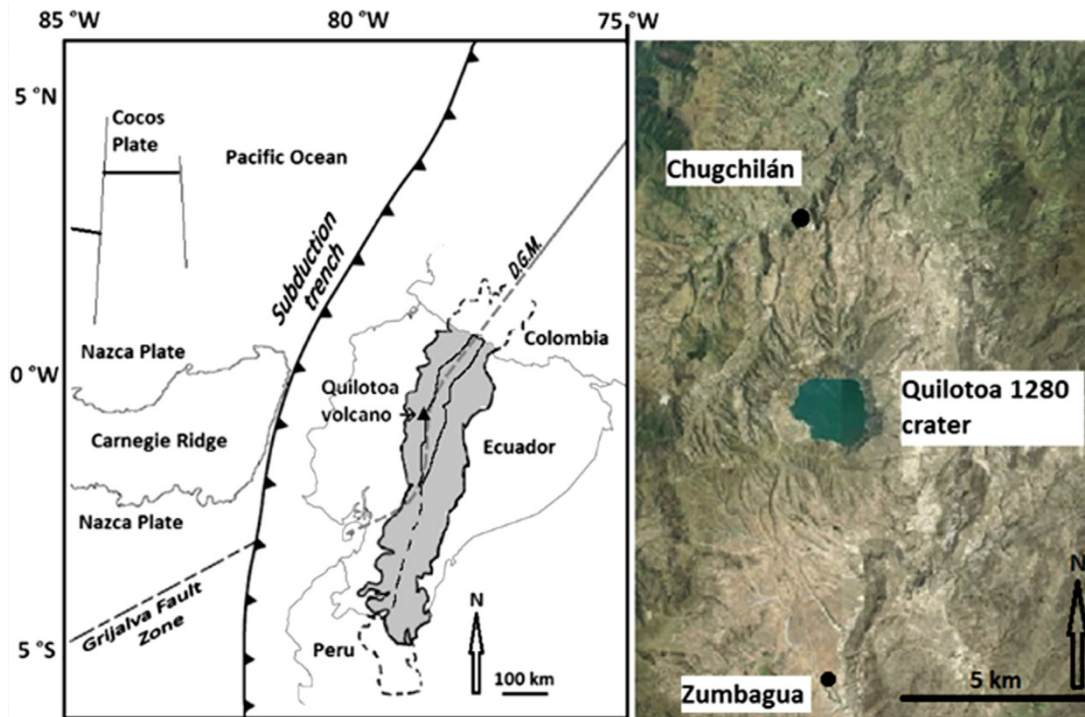 85 °W
80 °W
75 °W
5 °N
0 °W
5 °S
Cocos
Plate
Pacific Ocean
Subduction
trench
D.G.M.
Colombia
Nazca Plate
Quilotoa
volcano
Carnegie Ridge
Ecuador
Nazca Plate
Grijalva Fault
Zone
Peru
N
100 km
Chugchilán
Quilotoa 1280
crater
N
Zumbagua
5 km